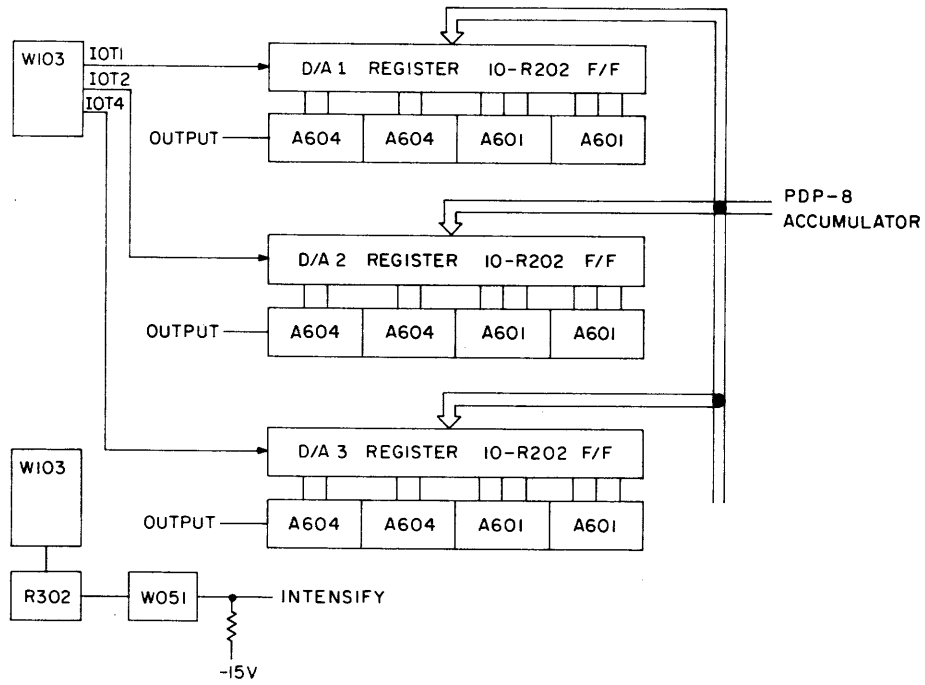 W103
IOT1
IOT2
IOT4
D/A 1 REGISTER 10-R202 F/F
OUTPUT
A604
A604
A601
A601
PDP-8
ACCUMULATOR
D/A 2 REGISTER 10-R202 F/F
OUTPUT
A604
A604
A601
A601
D/A 3 REGISTER 10-R202 F/F
W103
OUTPUT
A604
A604
A601
A601
R302
W051
INTENSIFY
-15V